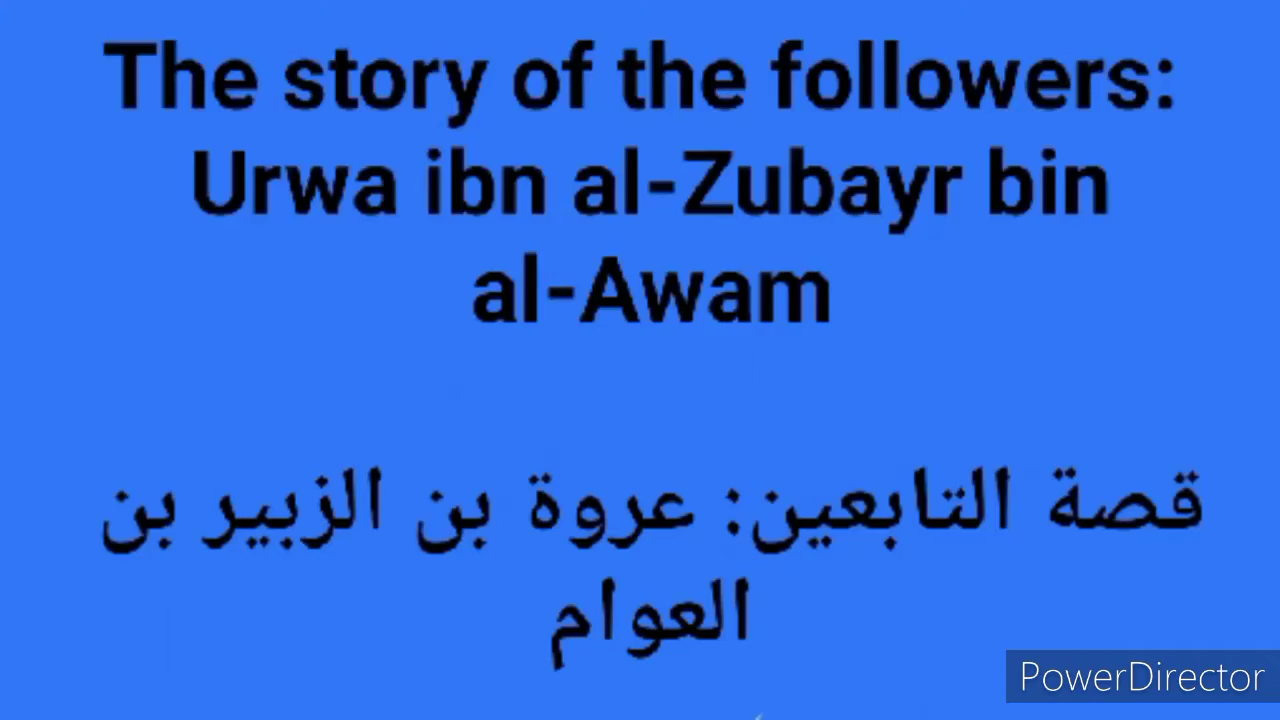 The story of the followers:
Urwa ibn al-Zubayr bin
al-Awam
قصة التابعين: عروة بن الزبير بن
العوام
PowerDirector